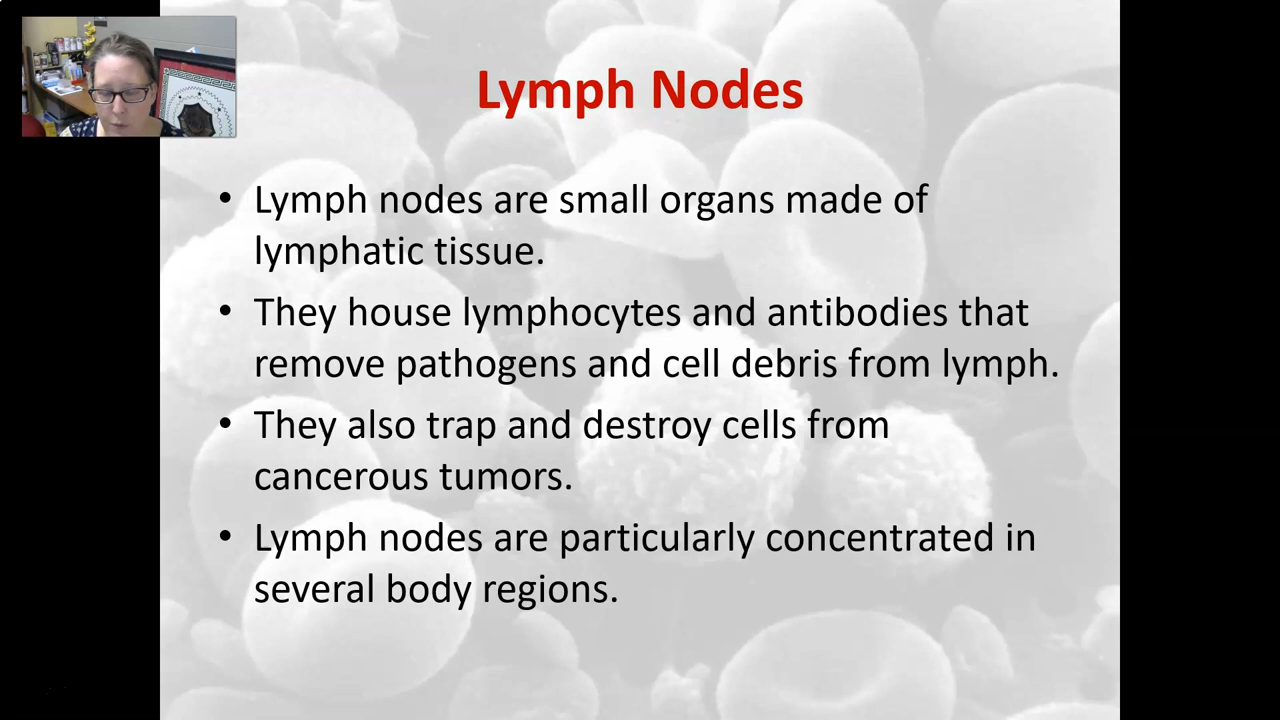 Lymph Nodes
• Lymph nodes are small organs made of
lymphatic tissue.
• They house lymphocytes and antibodies that
remove pathogens and cell debris from lymph.
• They also trap and destroy cells from
cancerous tumors.
• Lymph nodes are particularly concentrated in
several body regions.